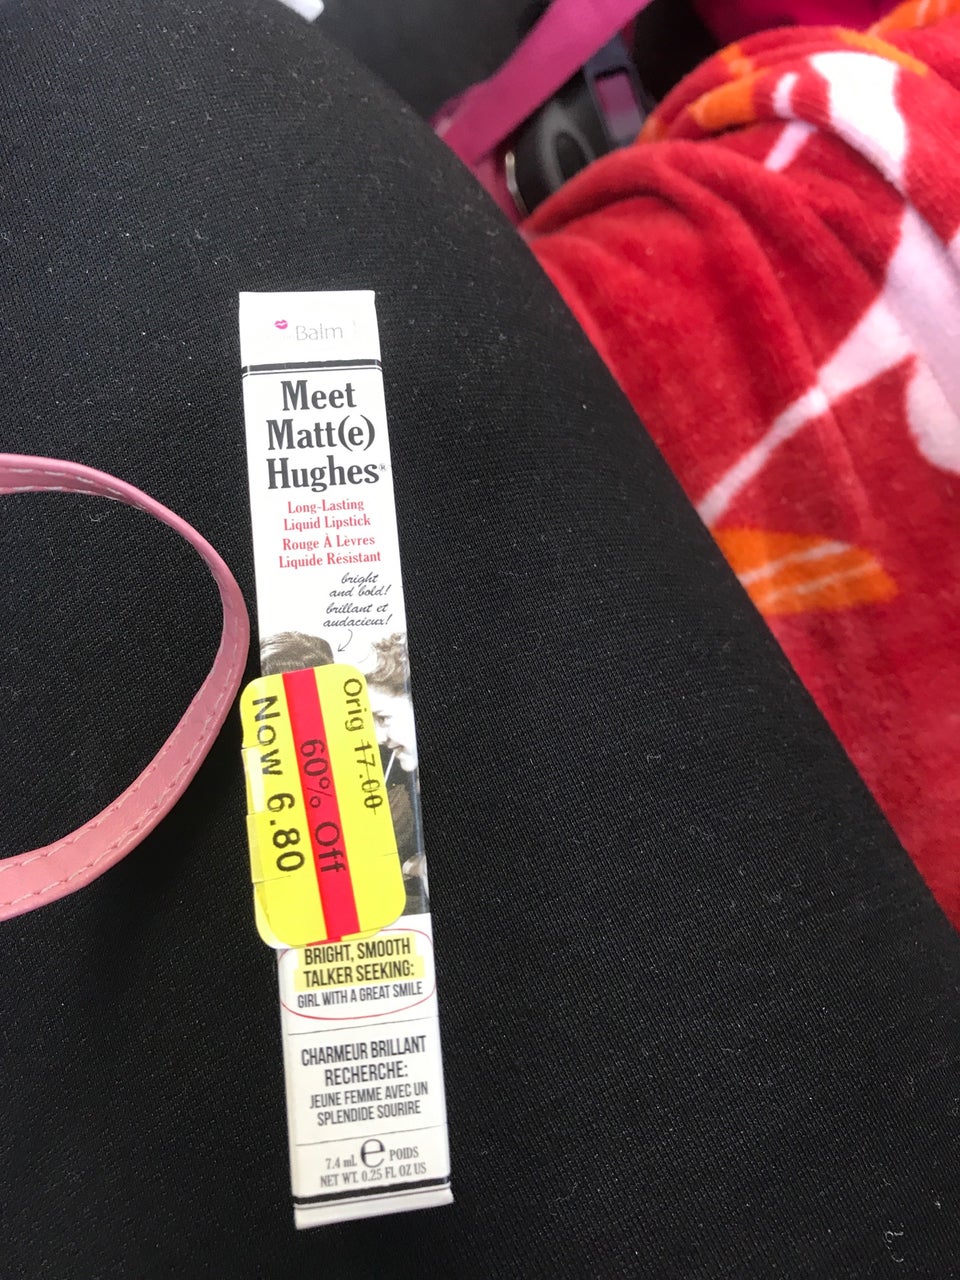 Balm
Meet
Matt(e)
Hughes®
Long-Lasting
Liquid Lipstick
Rouge À Lèvres
Liquide Résistant
bright
and bold!
brillant et
audacieux!
Orig 17.00
60% Off
Now 6.80
BRIGHT, SMOOTH
TALKER SEEKING:
GIRL WITH A GREAT SMILE
CHARMEUR BRILLANT
RECHERCHE:
JEUNE FEMME AVEC UN
SPLENDIDE SOURIRE
7.4 mL e POIDS
NET WT. 0.25 FL OZ US